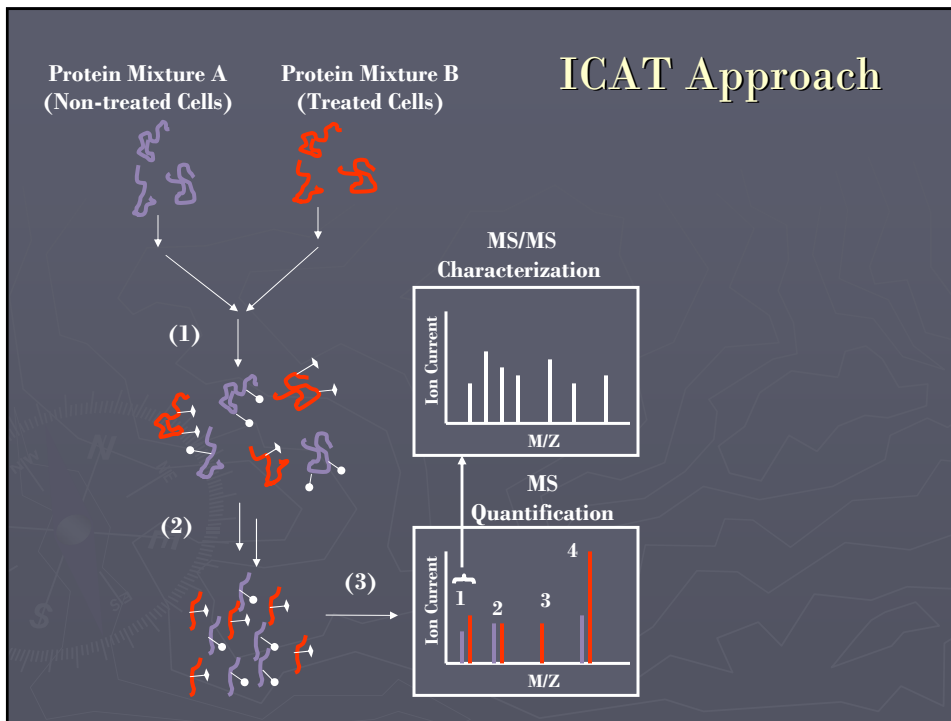 ICAT Approach
Protein Mixture A
(Non-treated Cells)
Protein Mixture B
(Treated Cells)
(1)
(2)
(3)
MS/MS
Characterization
Ion Current
M/Z
MS
Quantification
Ion Current
1
2
3
4
M/Z
N
E
S